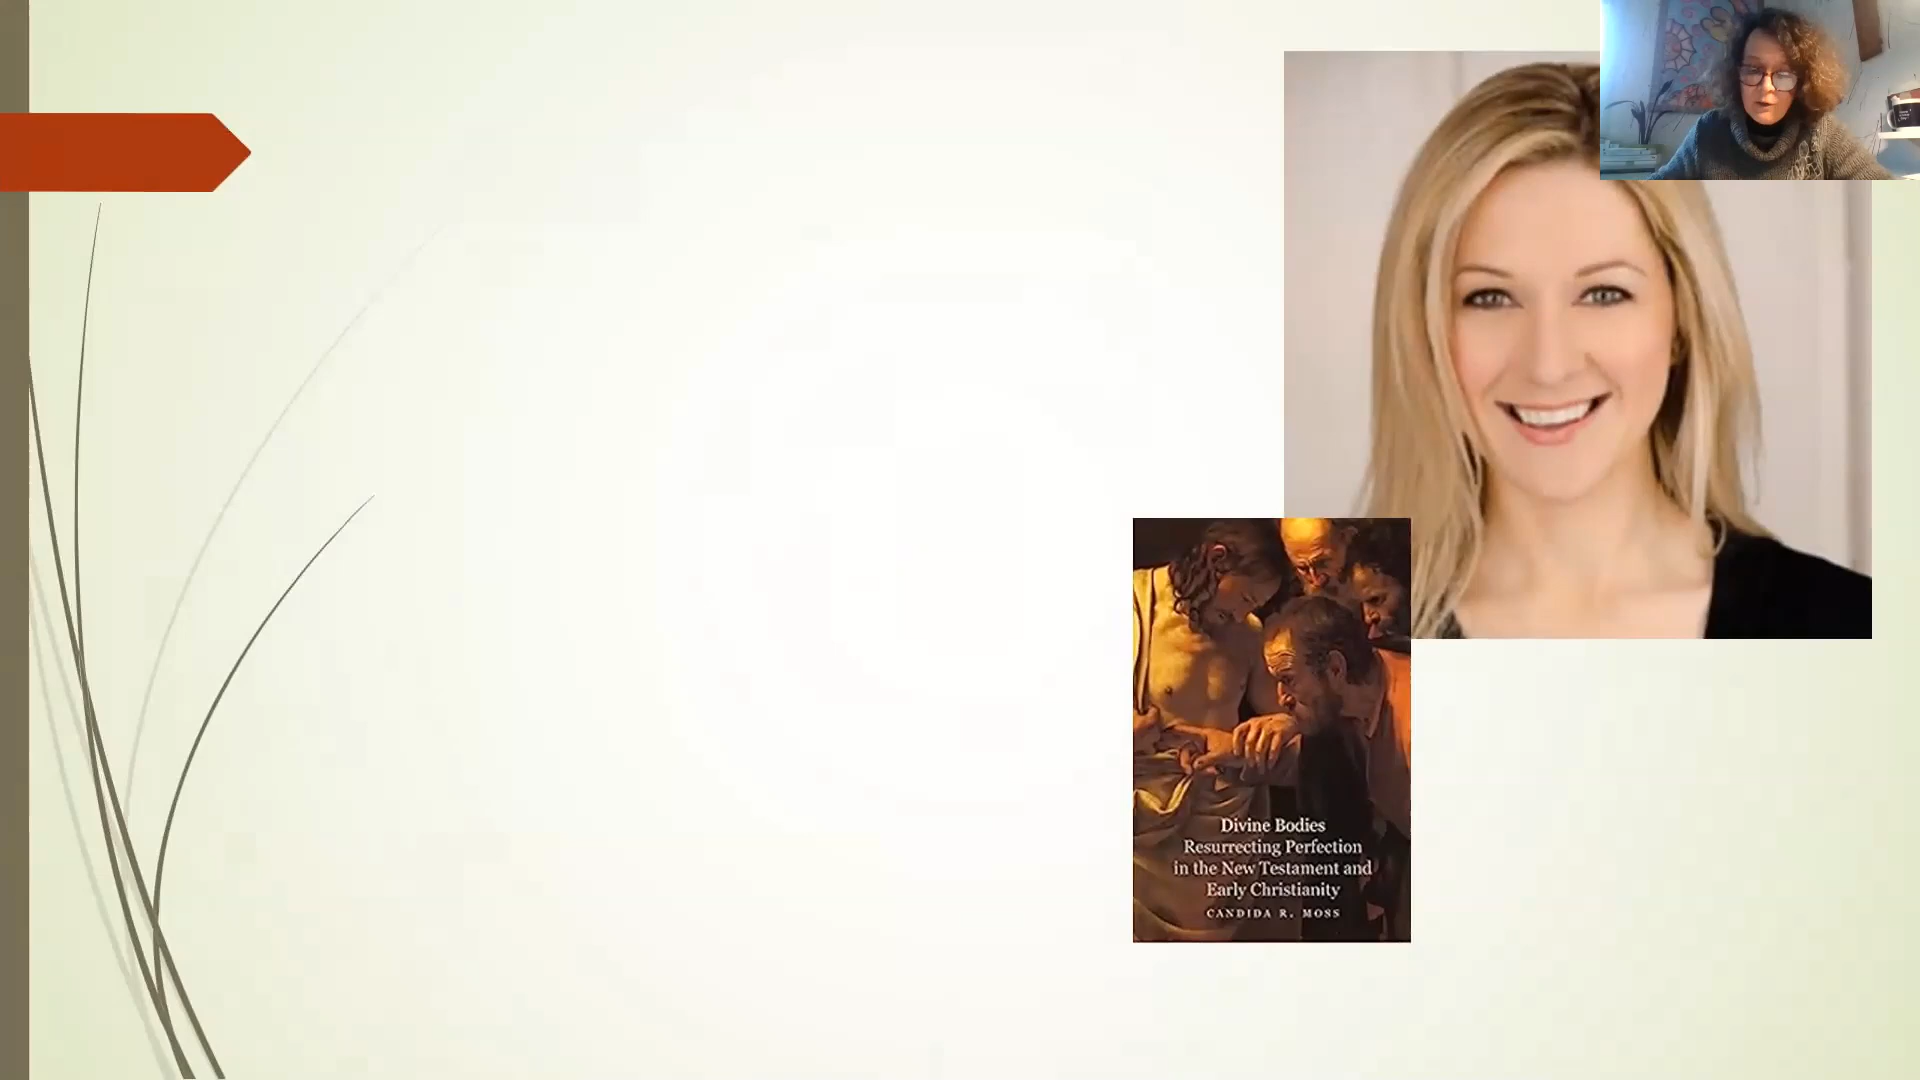 Divine Bodies
Resurrecting Perfection
in the New Testament and
Early Christianity
CANDIDA R. MOSS